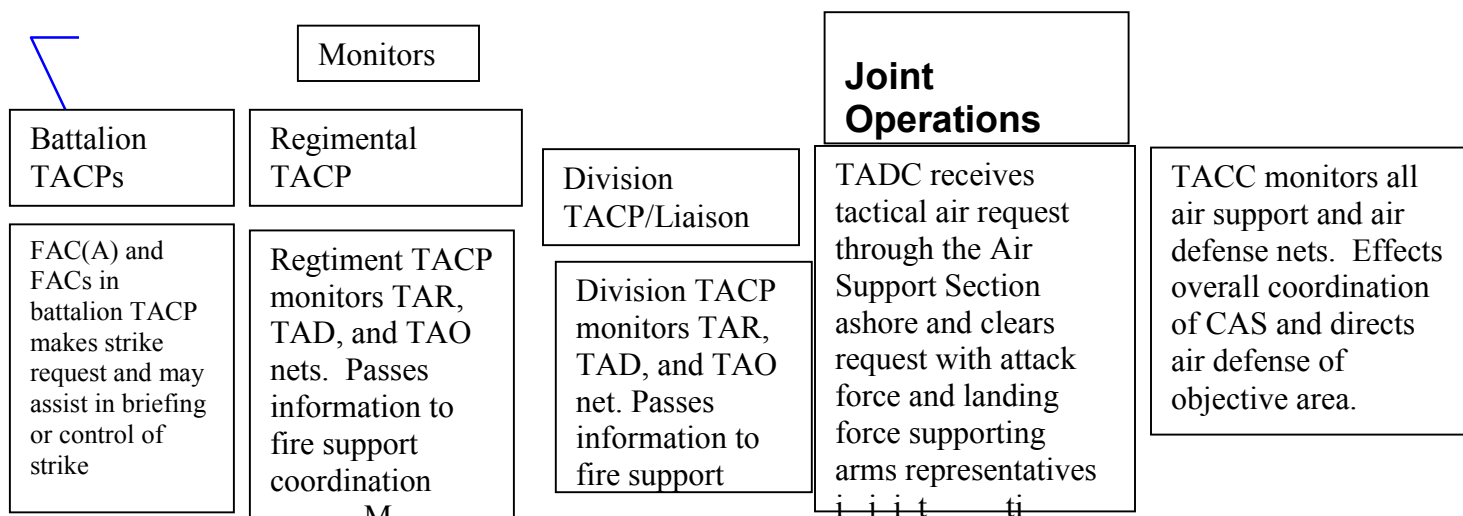 Monitors
Joint
Operations
Battalion
TACPs
Regimental
TACP
Division
TACP/Liaison
FAC(A) and
FACs in
battalion TACP
makes strike
request and may
assist in briefing
or control of
strike
Regtiment TACP
monitors TAR,
TAD, and TAO
nets.  Passes
information to
fire support
coordination
Division TACP
monitors TAR,
TAD, and TAO
net. Passes
information to
fire support
TADC receives
tactical air request
through the Air
Support Section
ashore and clears
request with attack
force and landing
force supporting
arms representatives
TACC monitors all
air support and air
defense nets.  Effects
overall coordination
of CAS and directs
air defense of
objective area.